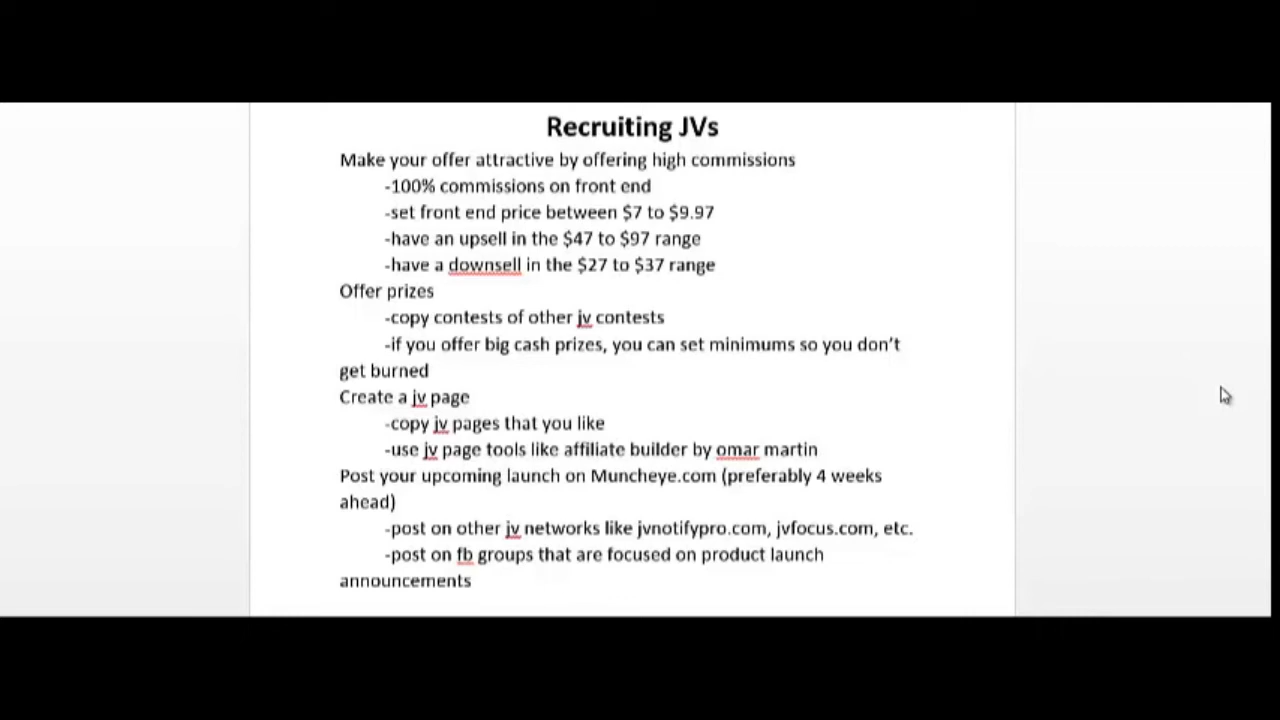 Recruiting JVs
Make your offer attractive by offering high commissions
-100% commissions on front end
-set front end price between $7 to $9.97
-have an upsell in the $47 to $97 range
-have a downsell in the $27 to $37 range
Offer prizes
-copy contests of other jv contests
-if you offer big cash prizes, you can set minimums so you don’t
get burned
Create a jv page
-copy jv pages that you like
-use jv page tools like affiliate builder by omar martin
Post your upcoming launch on Muncheye.com (preferably 4 weeks
ahead)
-post on other jv networks like jvnotifypro.com, jvfocus.com, etc.
-post on fb groups that are focused on product launch
announcements